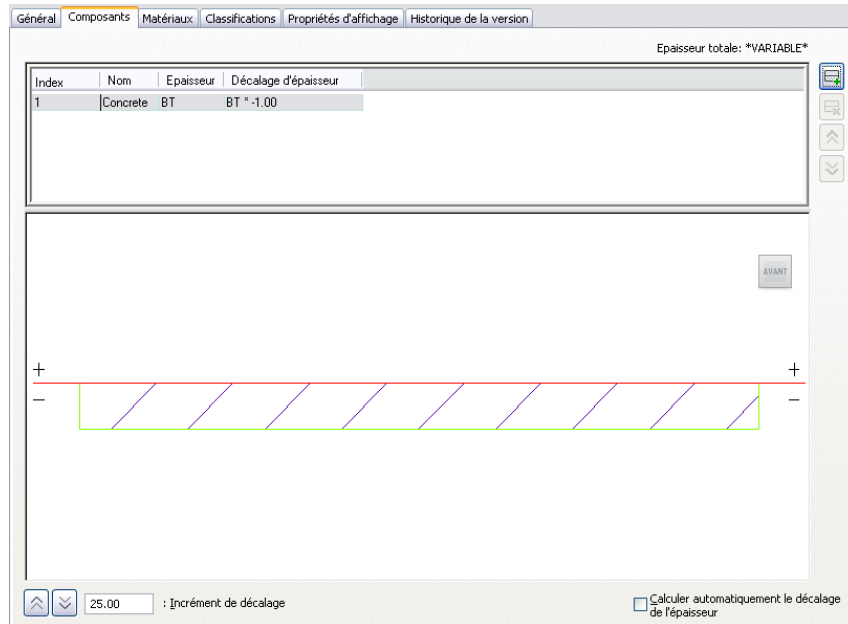 Général Composants Matériaux Classifications Propriétés d'affichage Historique de la version
Epaisseur totale: *VARIABLE*
Index Nom Epaisseur Décalage d'épaisseur
1 Concrete BT BT * -1.00
AVANT
+ +
– –
25.00 : Incrément de décalage
Calculer automatiquement le décalage
de l'épaisseur